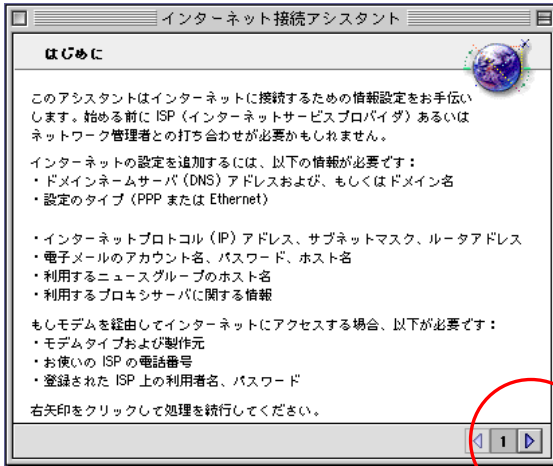 インターネット接続アシスタント
はじめに
このアシスタントはインターネットに接続するための情報設定をお手伝い
します。始める前に ISP（インターネットサービスプロバイダ）あるいは
ネットワーク管理者との打ち合わせが必要かもしれません。
インターネットの設定を追加するには、以下の情報が必要です：
・ドメインネームサーバ（DNS）アドレスおよび、もしくはドメイン名
・設定のタイプ（PPP または Ethernet）
・インターネットプロトコル（IP）アドレス、サブネットマスク、ルータアドレス
・電子メールのアカウント名、パスワード、ホスト名
・利用するニュースグループのホスト名
・利用するプロキシサーバに関する情報
もしモデムを経由してインターネットにアクセスする場合、以下が必要です：
・モデムタイプおよび製作元
・お使いの ISP の電話番号
・登録された ISP 上の利用者名、パスワード
右矢印をクリックして処理を続行してください。
1